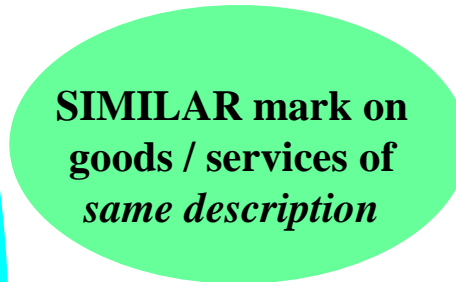 SIMILAR mark on
goods / services of
same description